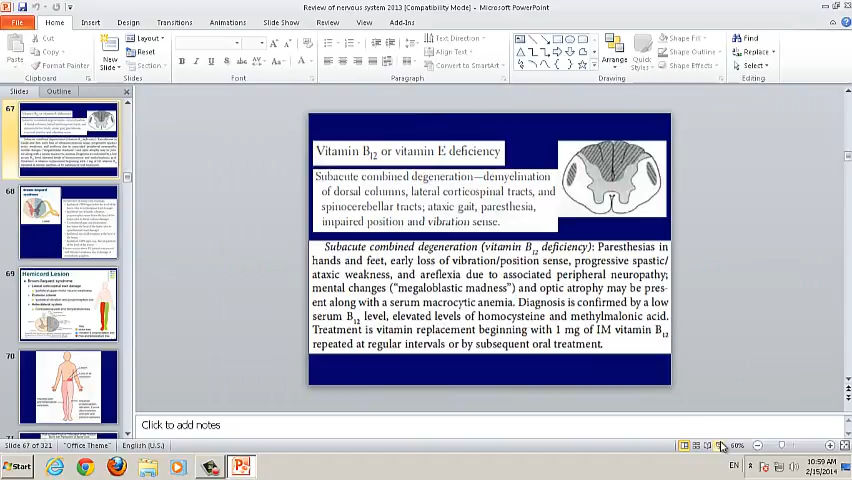 Review of nervous system 2013 [Compatibility Mode] - Microsoft PowerPoint
File Home Insert Design Transitions Animations Slide Show Review View Add-Ins
Cut
Copy
Format Painter
Paste
Clipboard
New
Slide
Layout
Reset
Section
Slides
Font
Text Direction
Align Text
Convert to SmartArt
Paragraph
Arrange
Quick
Styles
Shape Fill
Shape Outline
Shape Effects
Drawing
Find
Replace
Select
Editing
Slides Outline
67
68
69
Hemicord Lesion
70
Vitamin B12 or vitamin E deficiency
Subacute combined degeneration—demyelination
of dorsal columns, lateral corticospinal tracts, and
spinocerebellar tracts; ataxic gait, paresthesia,
impaired position and vibration sense.
Subacute combined degeneration (vitamin B12 deficiency): Paresthesias in
hands and feet, early loss of vibration/position sense, progressive spastic/
ataxic weakness, and areflexia due to associated peripheral neuropathy;
mental changes (“megaloblastic madness”) and optic atrophy may be pres-
ent along with a serum macrocytic anemia. Diagnosis is confirmed by a low
serum B12 level, elevated levels of homocysteine and methylmalonic acid.
Treatment is vitamin replacement beginning with 1 mg of IM vitamin B12
repeated at regular intervals or by subsequent oral treatment.
Click to add notes
Slide 67 of 321 "Office Theme" English (U.S.) 60%
Start EN 10:59 AM
2/15/2014